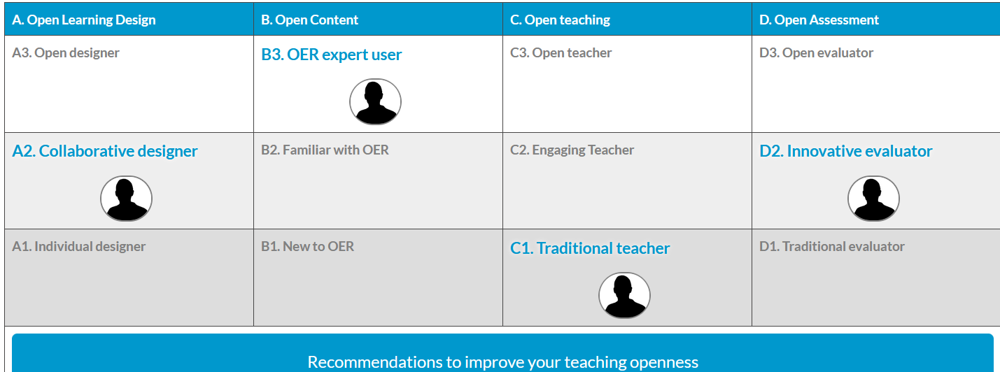 A. Open Learning Design
B. Open Content
C. Open teaching
D. Open Assessment
A3. Open designer
B3. OER expert user
C3. Open teacher
D3. Open evaluator
A2. Collaborative designer
B2. Familiar with OER
C2. Engaging Teacher
D2. Innovative evaluator
A1. Individual designer
B1. New to OER
C1. Traditional teacher
D1. Traditional evaluator
Recommendations to improve your teaching openness